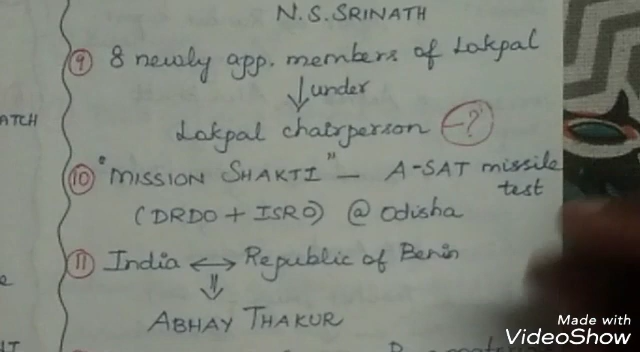 N.S.SRINATH
⑨ 8 newly app. members of Lokpal
↓ under
ATCH
Lokpal chairperson -?
⑩ "MISSION SHAKTI" - A-SAT missile
test
(DRDO + ISRO) @ Odisha
⑪ India ↔ Republic of Benin
⇓
ABHAY THAKUR
Made with
VideoShow